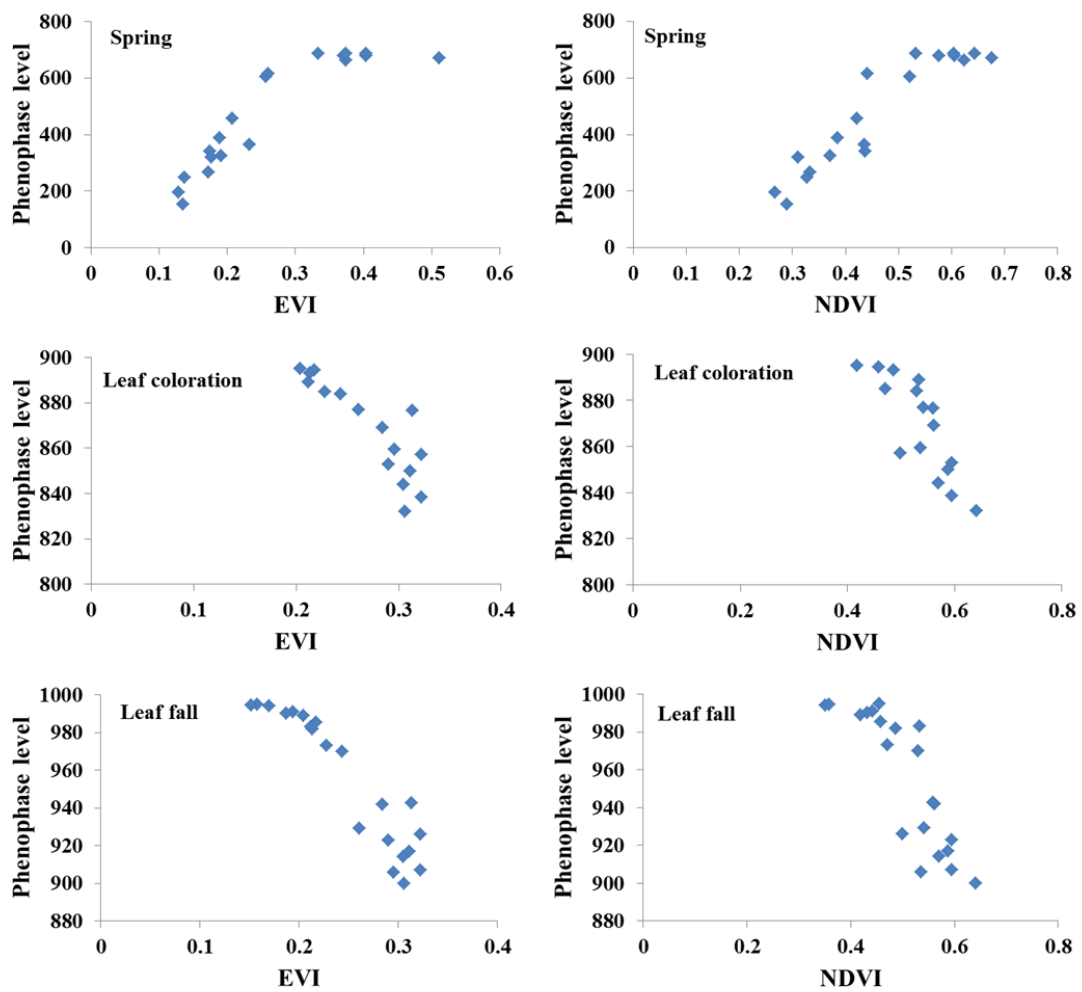 Spring
Phenophase level
800
600
400
200
0
0 0.1 0.2 0.3 0.4 0.5 0.6
EVI
Spring
Phenophase level
800
600
400
200
0
0 0.1 0.2 0.3 0.4 0.5 0.6 0.7 0.8
NDVI
Leaf coloration
Phenophase level
900
880
860
840
820
800
0 0.1 0.2 0.3 0.4
EVI
Leaf coloration
Phenophase level
900
880
860
840
820
800
0 0.2 0.4 0.6 0.8
NDVI
Leaf fall
Phenophase level
1000
980
960
940
920
900
880
0 0.1 0.2 0.3 0.4
EVI
Leaf fall
Phenophase level
1000
980
960
940
920
900
880
0 0.2 0.4 0.6 0.8
NDVI